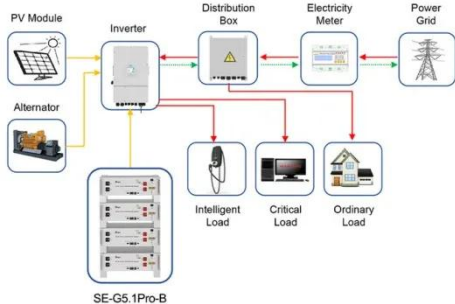 PV Module
Inverter
Distribution
Box
Electricity
Meter
Power
Grid
Alternator
Intelligent
Load
Critical
Load
Ordinary
Load
SE-G5.1Pro-B